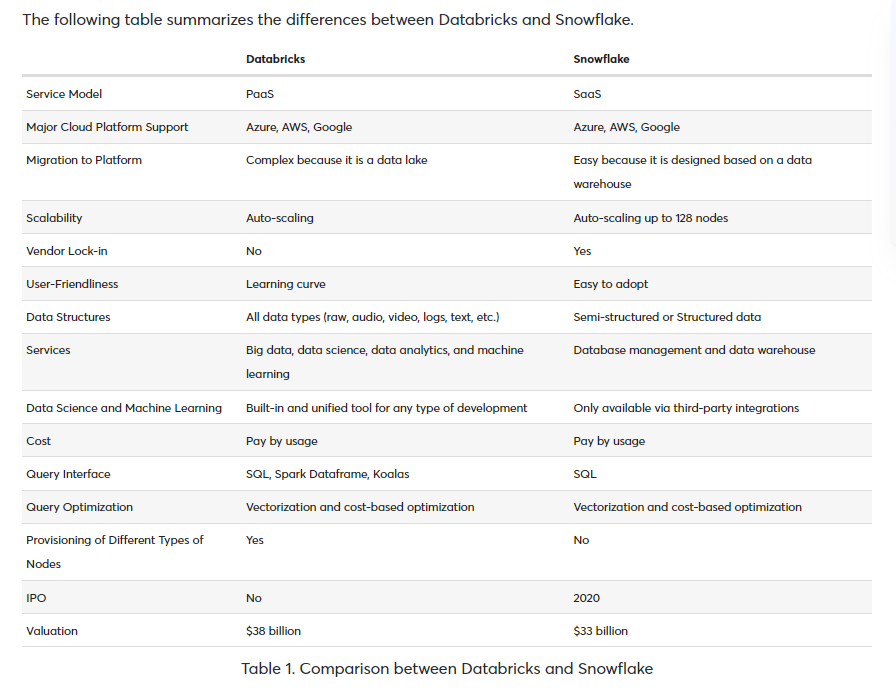 The following table summarizes the differences between Databricks and Snowflake.
Databricks Snowflake
Service Model PaaS SaaS
Major Cloud Platform Support Azure, AWS, Google Azure, AWS, Google
Migration to Platform Complex because it is a data lake Easy because it is designed based on a data
warehouse
Scalability Auto-scaling Auto-scaling up to 128 nodes
Vendor Lock-in No Yes
User-Friendliness Learning curve Easy to adopt
Data Structures All data types (raw, audio, video, logs, text, etc.) Semi-structured or Structured data
Services Big data, data science, data analytics, and machine Database management and data warehouse
learning
Data Science and Machine Learning Built-in and unified tool for any type of development Only available via third-party integrations
Cost Pay by usage Pay by usage
Query Interface SQL, Spark Dataframe, Koalas SQL
Query Optimization Vectorization and cost-based optimization Vectorization and cost-based optimization
Provisioning of Different Types of Yes No
Nodes
IPO No 2020
Valuation $38 billion $33 billion
Table 1. Comparison between Databricks and Snowflake